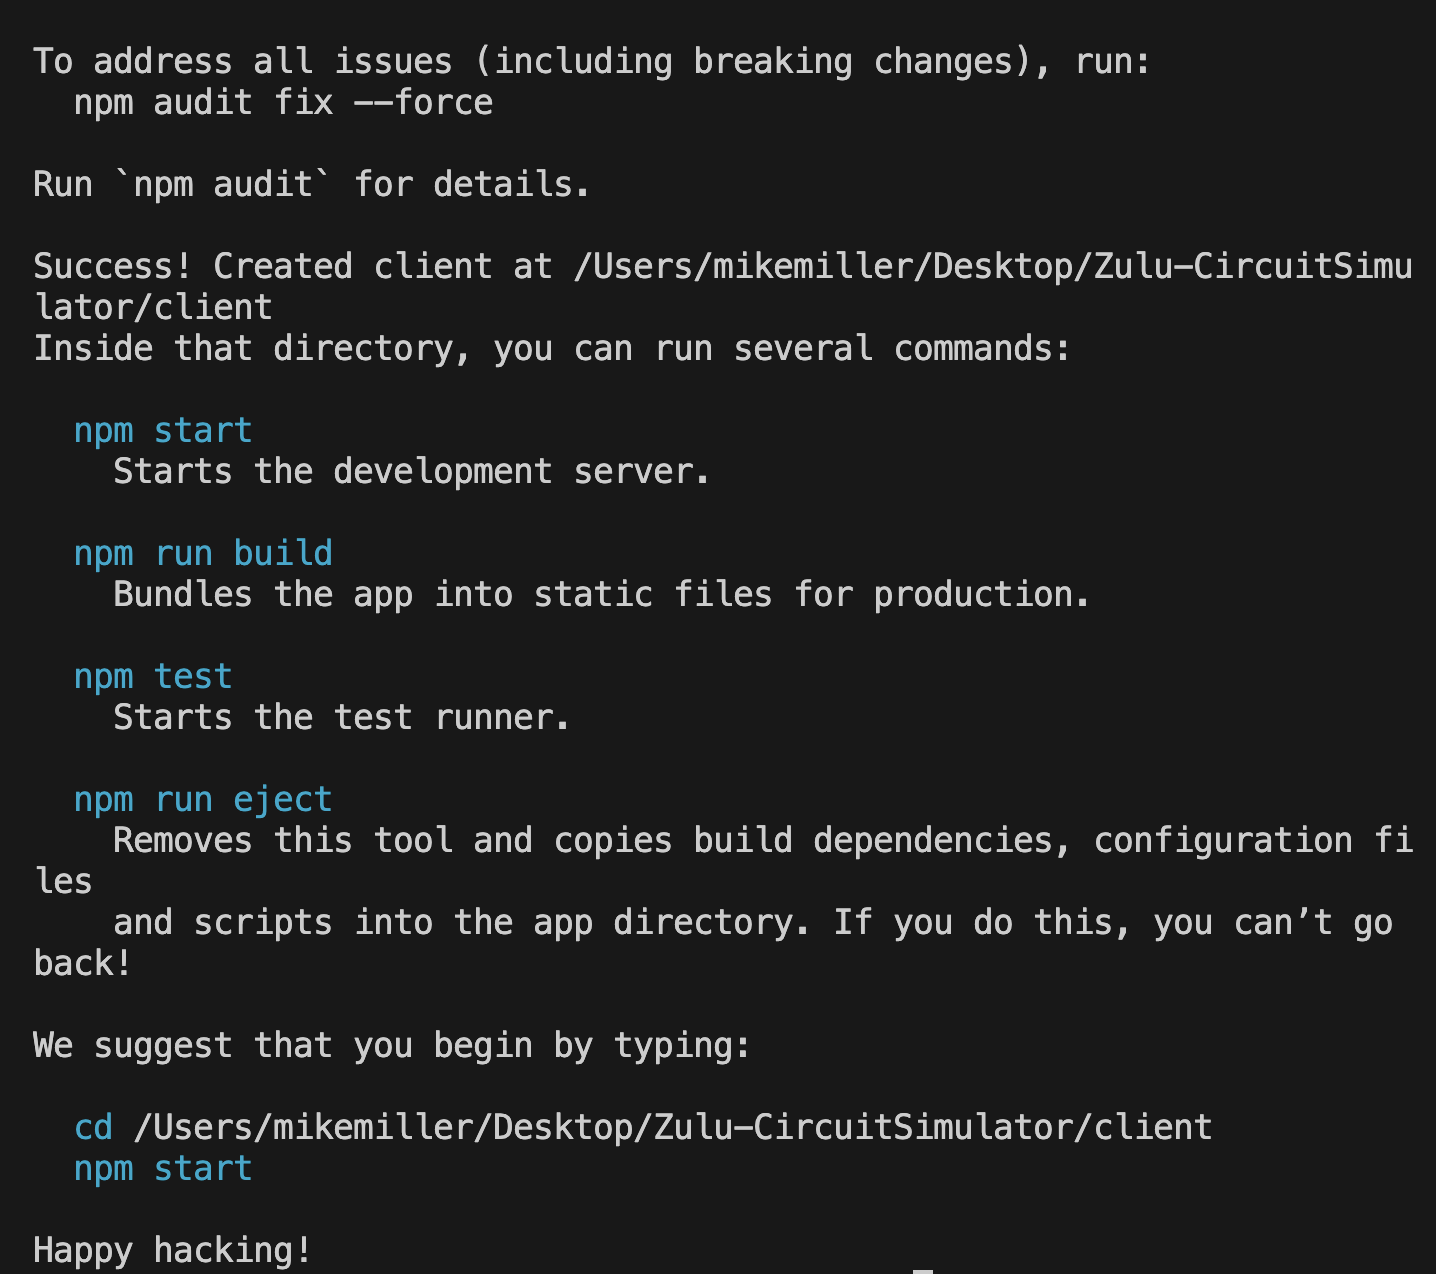 To address all issues (including breaking changes), run:
  npm audit fix --force

Run `npm audit` for details.

Success! Created client at /Users/mikemiller/Desktop/Zulu-CircuitSimu
lator/client
Inside that directory, you can run several commands:

  npm start
    Starts the development server.

  npm run build
    Bundles the app into static files for production.

  npm test
    Starts the test runner.

  npm run eject
    Removes this tool and copies build dependencies, configuration fi
les
    and scripts into the app directory. If you do this, you can’t go
back!

We suggest that you begin by typing:

  cd /Users/mikemiller/Desktop/Zulu-CircuitSimulator/client
  npm start

Happy hacking!